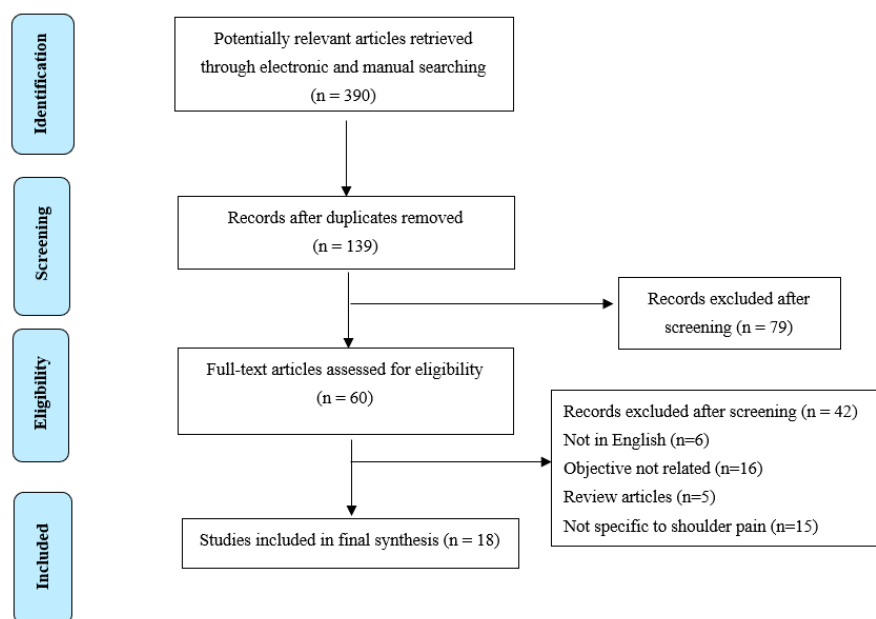 Identification
Potentially relevant articles retrieved
through electronic and manual searching
(n = 390)
Screening
Records after duplicates removed
(n = 139)
Records excluded after
screening (n = 79)
Eligibility
Full-text articles assessed for eligibility
(n = 60)
Records excluded after screening (n = 42)
Not in English (n=6)
Objective not related (n=16)
Review articles (n=5)
Not specific to shoulder pain (n=15)
Included
Studies included in final synthesis (n = 18)